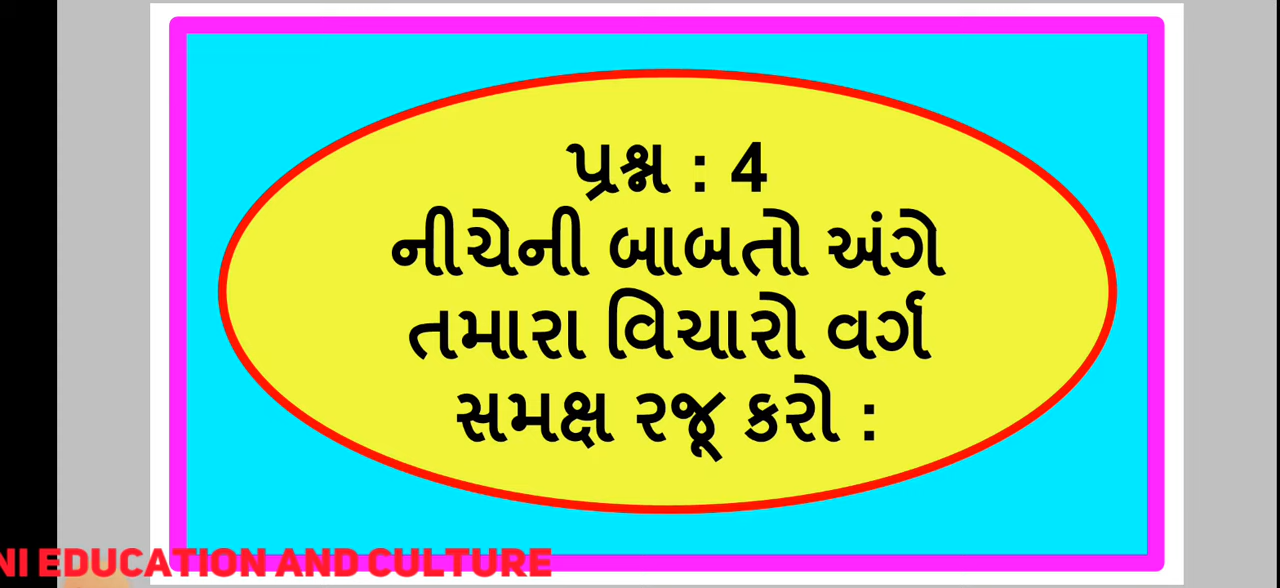 પ્રશ્ન : 4
નીચેની બાબતો અંગે
તમારા વિચારો વર્ગ
સમક્ષ રજૂ કરો :
NI EDUCATION AND CULTURE